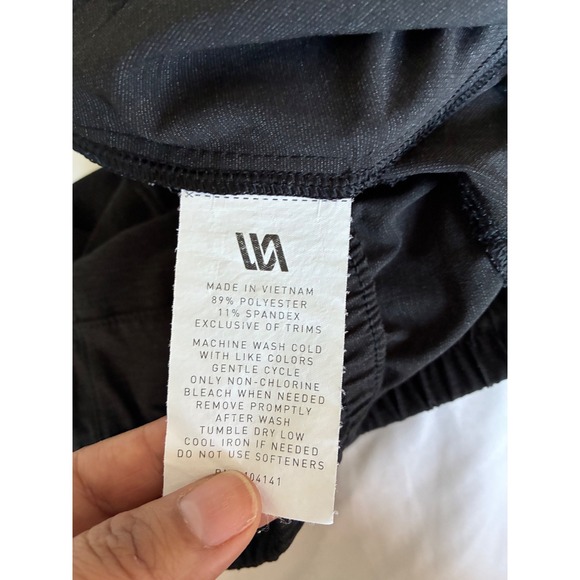 MADE IN VIETNAM
89% POLYESTER
11% SPANDEX
EXCLUSIVE OF TRIMS
MACHINE WASH COLD
WITH LIKE COLORS
GENTLE CYCLE
ONLY NON-CHLORINE
BLEACH WHEN NEEDED
REMOVE PROMPTLY
AFTER WASH
TUMBLE DRY LOW
COOL IRON IF NEEDED
DO NOT USE SOFTENERS